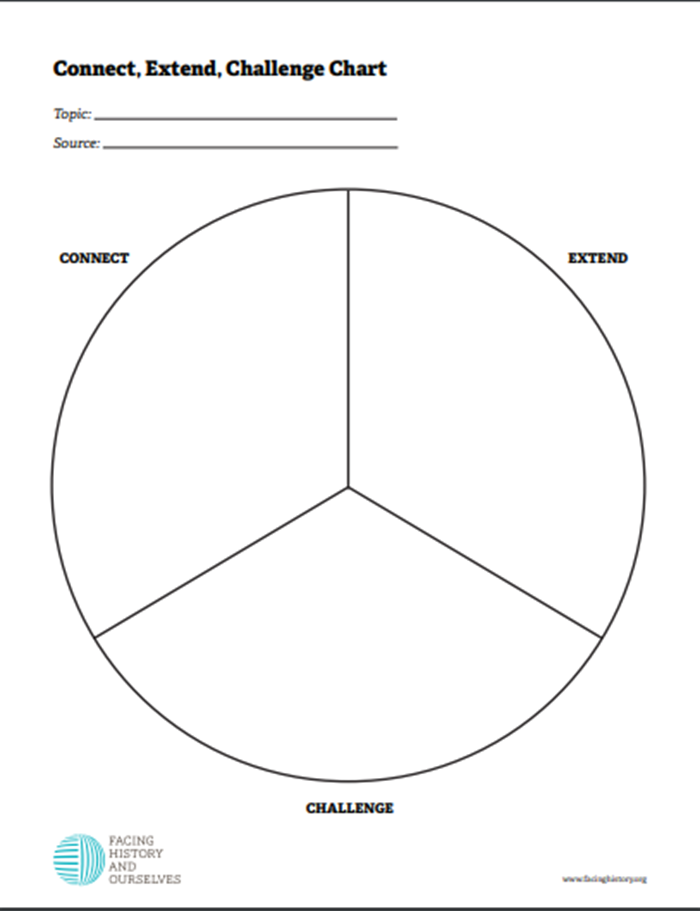 Connect, Extend, Challenge Chart
Topic:
Source:
CONNECT
EXTEND
CHALLENGE
FACING
HISTORY
AND
OURSELVES
www.facinghistory.org